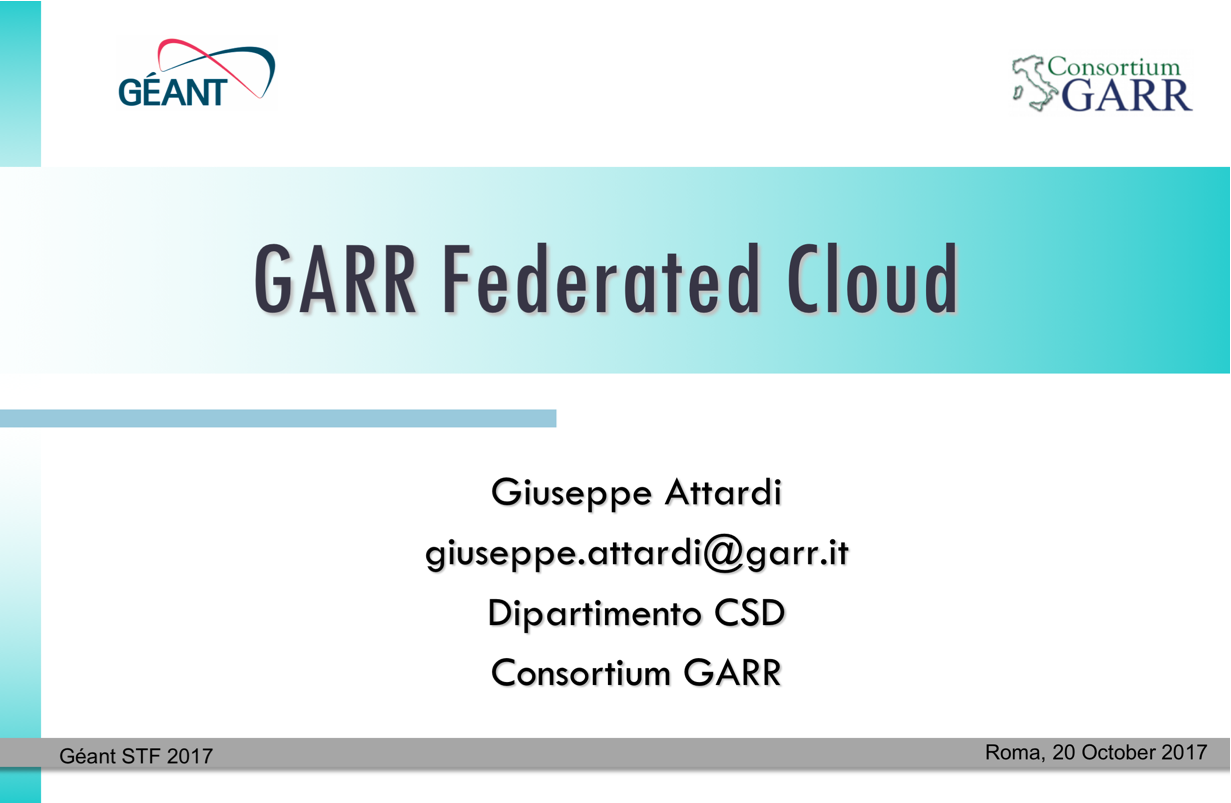 GÉANT
Consortium
GARR
GARR Federated Cloud
Giuseppe Attardi
giuseppe.attardi@garr.it
Dipartimento CSD
Consortium GARR
Géant STF 2017
Roma, 20 October 2017